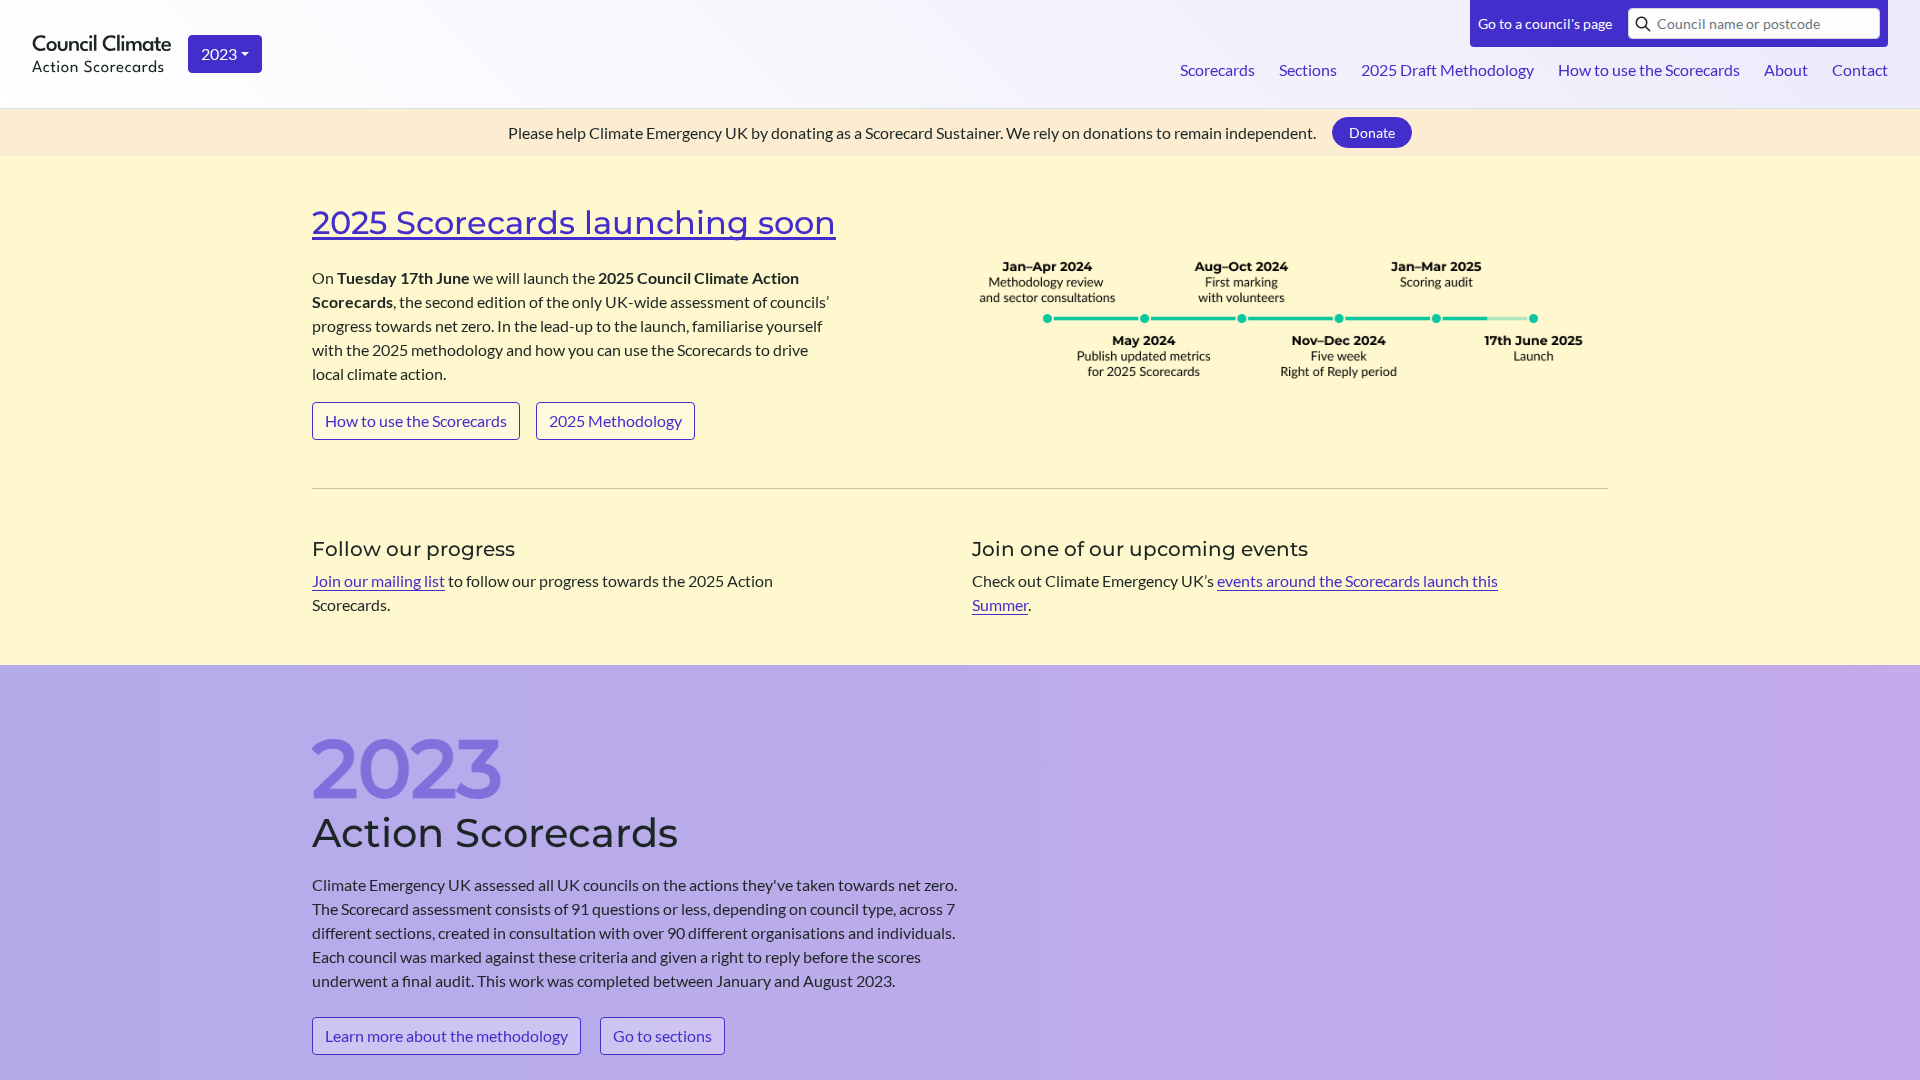 Council Climate
Action Scorecards
2023
Go to a council's page
Council name or postcode
Scorecards
Sections
2025 Draft Methodology
How to use the Scorecards
About
Contact
Please help Climate Emergency UK by donating as a Scorecard Sustainer. We rely on donations to remain independent.
Donate
2025 Scorecards launching soon
On Tuesday 17th June we will launch the 2025 Council Climate Action
Scorecards, the second edition of the only UK-wide assessment of councils’
progress towards net zero. In the lead-up to the launch, familiarise yourself
with the 2025 methodology and how you can use the Scorecards to drive
local climate action.
How to use the Scorecards
2025 Methodology
Jan–Apr 2024
Methodology review
and sector consultations
May 2024
Publish updated metrics
for 2025 Scorecards
Aug–Oct 2024
First marking
with volunteers
Nov–Dec 2024
Five week
Right of Reply period
Jan–Mar 2025
Scoring audit
17th June 2025
Launch
Follow our progress
Join our mailing list to follow our progress towards the 2025 Action
Scorecards.
Join one of our upcoming events
Check out Climate Emergency UK’s events around the Scorecards launch this
Summer.
2023
Action Scorecards
Climate Emergency UK assessed all UK councils on the actions they've taken towards net zero.
The Scorecard assessment consists of 91 questions or less, depending on council type, across 7
different sections, created in consultation with over 90 different organisations and individuals.
Each council was marked against these criteria and given a right to reply before the scores
underwent a final audit. This work was completed between January and August 2023.
Learn more about the methodology
Go to sections